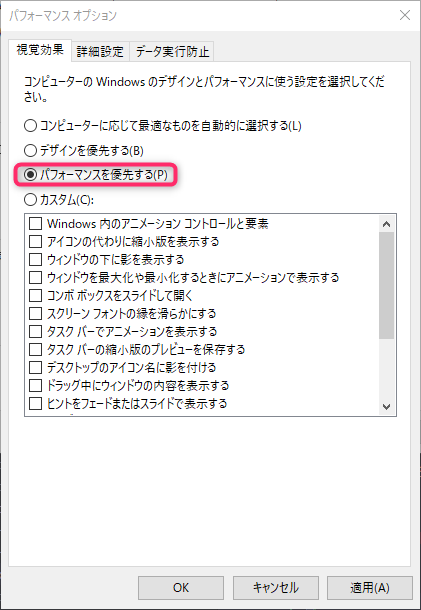 パフォーマンス オプション
視覚効果 詳細設定 データ実行防止
コンピューターの Windows のデザインとパフォーマンスに使う設定を選択してくだ
さい。
コンピューターに応じて最適なものを自動的に選択する(L)
デザインを優先する(B)
パフォーマンスを優先する(P)
カスタム(C):
Windows 内のアニメーション コントロールと要素
アイコンの代わりに縮小版を表示する
ウィンドウの下に影を表示する
ウィンドウを最大化や最小化するときにアニメーションで表示する
コンボ ボックスをスライドして開く
スクリーン フォントの縁を滑らかにする
タスク バーでアニメーションを表示する
タスク バーの縮小版のプレビューを保存する
デスクトップのアイコン名に影を付ける
ドラッグ中にウィンドウの内容を表示する
ヒントをフェードまたはスライドで表示する
OK キャンセル 適用(A)